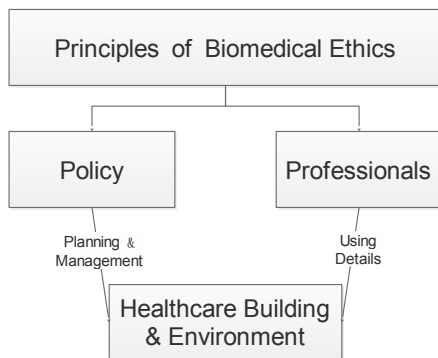 Principles of Biomedical Ethics
Policy
Professionals
Planning &
Management
Using
Details
Healthcare Building
& Environment